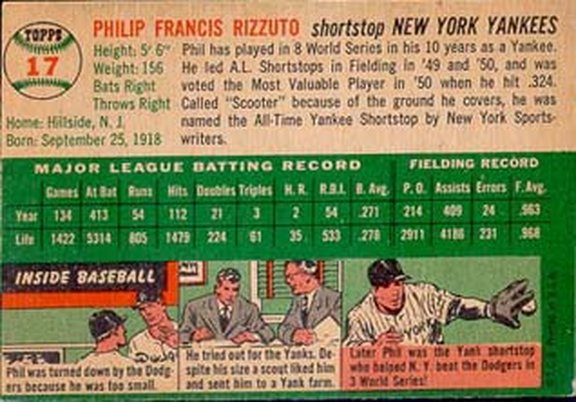 TOPPS
17
PHILIP FRANCIS RIZZUTO shortstop NEW YORK YANKEES
Height: 5' 6"
Weight: 156
Bats Right
Throws Right
Home: Hillside, N. J.
Born: September 25, 1918
Phil has played in 8 World Series in his 10 years as a Yankee.
He led A.L. Shortstops in Fielding in '49 and '50, and was
voted the Most Valuable Player in '50 when he hit .324.
Called "Scooter" because of the ground he covers, he was
named the All-Time Yankee Shortstop by New York Sports-
writers.
MAJOR LEAGUE BATTING RECORD FIELDING RECORD
Games At Bat Runs Hits Doubles Triples H. R. R.B.I. B. Avg. P. O. Assists Errors F. Avg.
Year 134 413 54 112 21 3 2 54 .271 214 409 24 .963
Life 1422 5314 805 1479 224 61 35 533 .278 2911 4186 231 .968
INSIDE BASEBALL
Phil was turned down by the Dodg-
ers because he was too small.
He tried out for the Yanks. De-
spite his size a scout liked him
and sent him to a Yank farm.
YORK
Later Phil was the Yank shortstop
who helped N. Y. beat the Dodgers in
3 World Series!